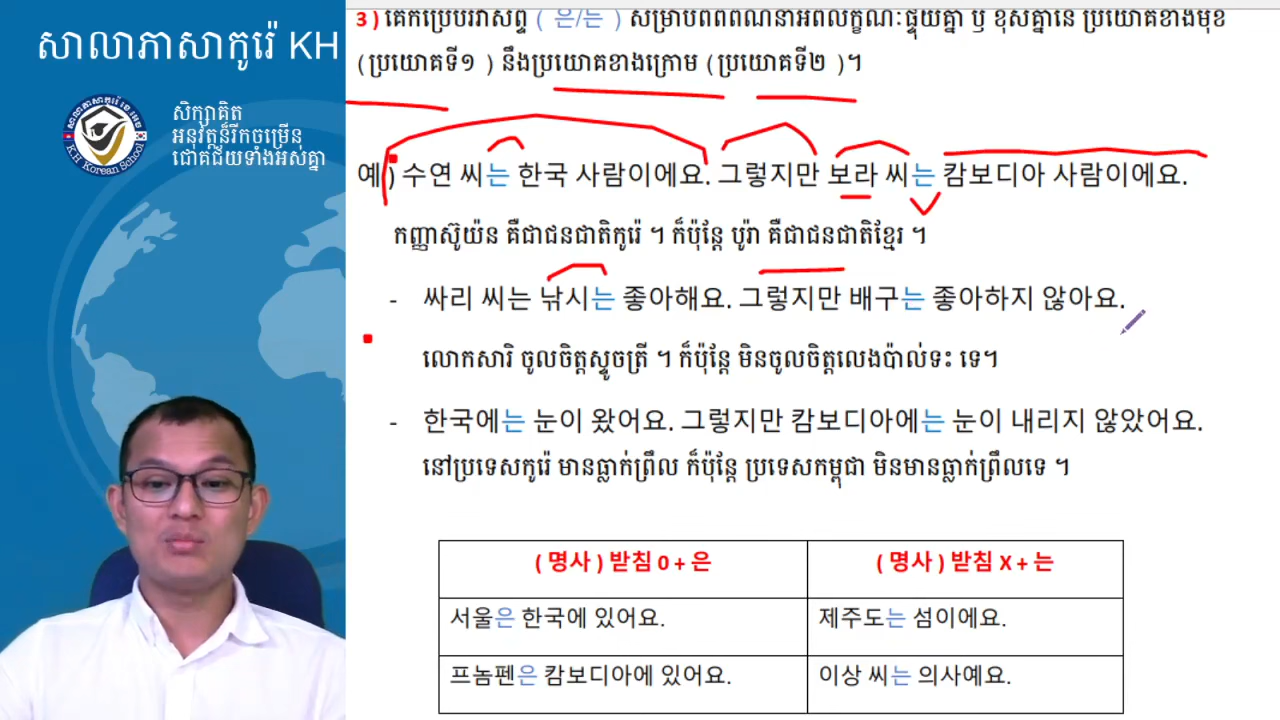 សាលាភាសាកូរ៉េ KH
សិក្សាគិត
អនុវត្តន៏រីកចម្រើន
ជោគជ័យទាំងអស់គ្នា
K.H Korean School
3 ) គេក៏ប្រើបរិវាសព្ទ ( 은/는 ) សម្រាប់ពិពណ៌នាអំពីលក្ខណៈផ្ទុយគ្នា ឬ ខុសគ្នានៃ ប្រយោគខាងមុខ
(ប្រយោគទី១ ) នឹងប្រយោគខាងក្រោម (ប្រយោគទី២ )។
예 ) 수연 씨는 한국 사람이에요. 그렇지만 보라 씨는 캄보디아 사람이에요.
កញ្ញាស៊ូយ៉ន គឺជាជនជាតិកូរ៉េ ។ ក៏ប៉ុន្តែ បូរ៉ា គឺជាជនជាតិខ្មែរ ។
- 싸리 씨는 낚시는 좋아해요. 그렇지만 배구는 좋아하지 않아요.
លោកសារិ ចូលចិត្តស្ទូចត្រី ។ ក៏ប៉ុន្តែ មិនចូលចិត្តលេងប៉ាល់ទះ ទេ។
- 한국에는 눈이 왔어요. 그렇지만 캄보디아에는 눈이 내리지 않았어요.
នៅប្រទេសកូរ៉េ មានធ្លាក់ព្រឹល ក៏ប៉ុន្តែ ប្រទេសកម្ពុជា មិនមានធ្លាក់ព្រឹលទេ ។
( 명사 ) 받침 O + 은
( 명사 ) 받침 X + 는
서울은 한국에 있어요.
제주도는 섬이에요.
프놈펜은 캄보디아에 있어요.
이상 씨는 의사예요.